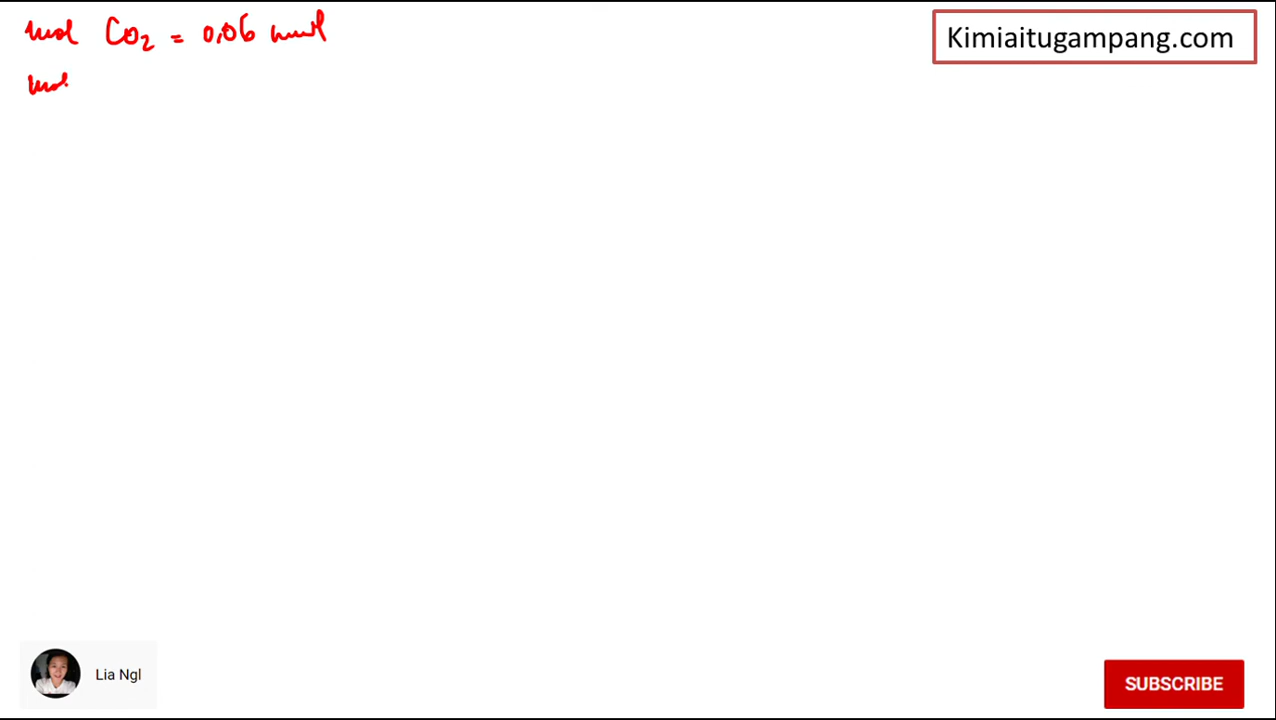 mol CO₂ = 0,06 mol
Kimiaitugampang.com
mol
Lia Ngl
SUBSCRIBE